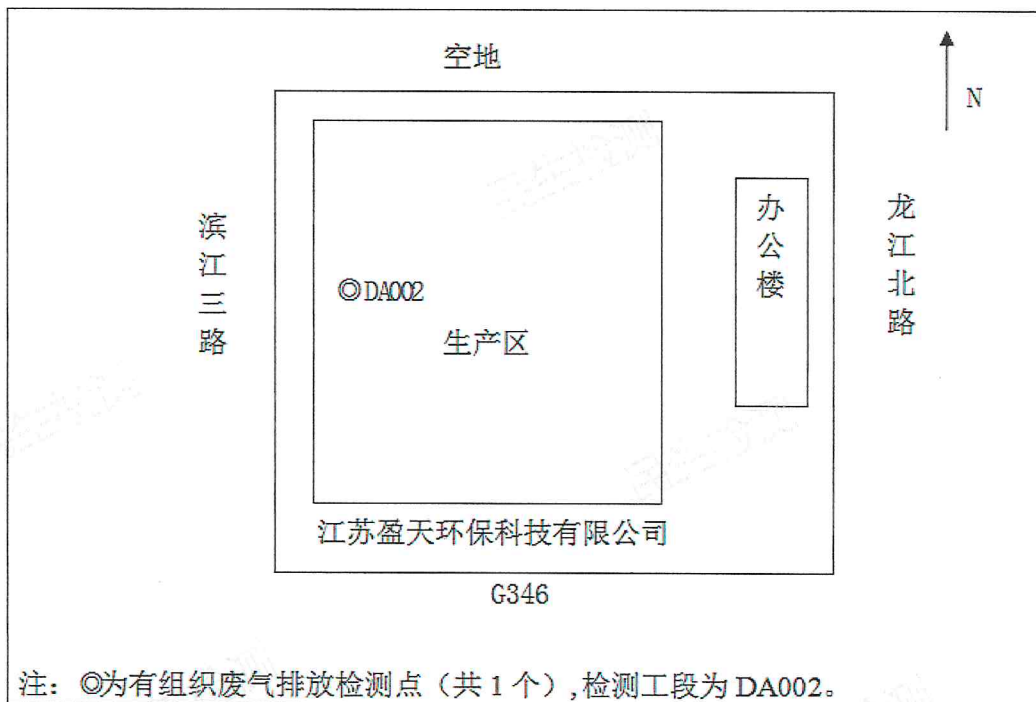 空地
N
滨江三路
龙江北路
办公楼
◎DA002
生产区
江苏盈天环保科技有限公司
G346
注：◎为有组织废气排放检测点（共1个）,检测工段为DA002。